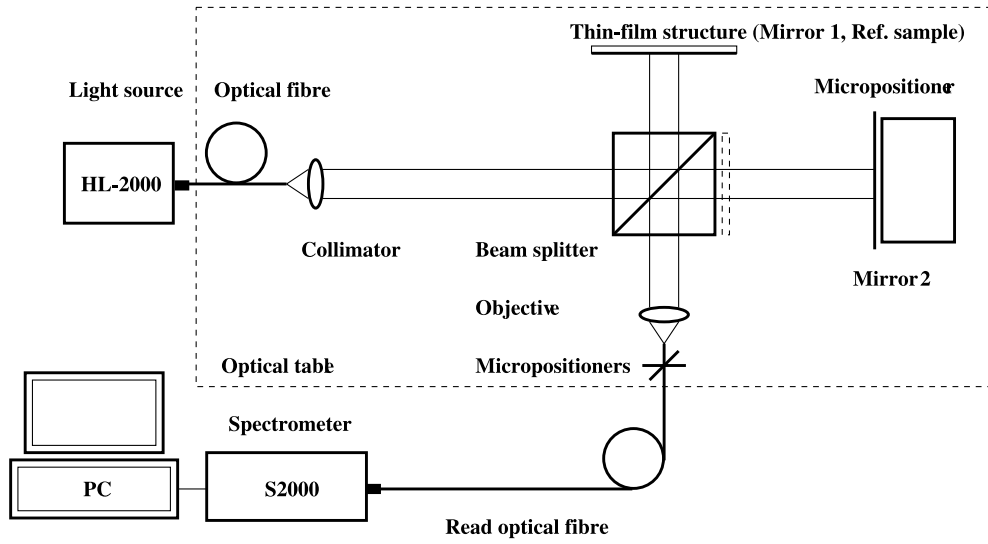 Thin-film structure (Mirror 1, Ref. sample)
Light source
Optical fibre
Micropositioner
HL-2000
Collimator
Beam splitter
Mirror 2
Objective
Optical table
Micropositioners
Spectrometer
PC
S2000
Read optical fibre